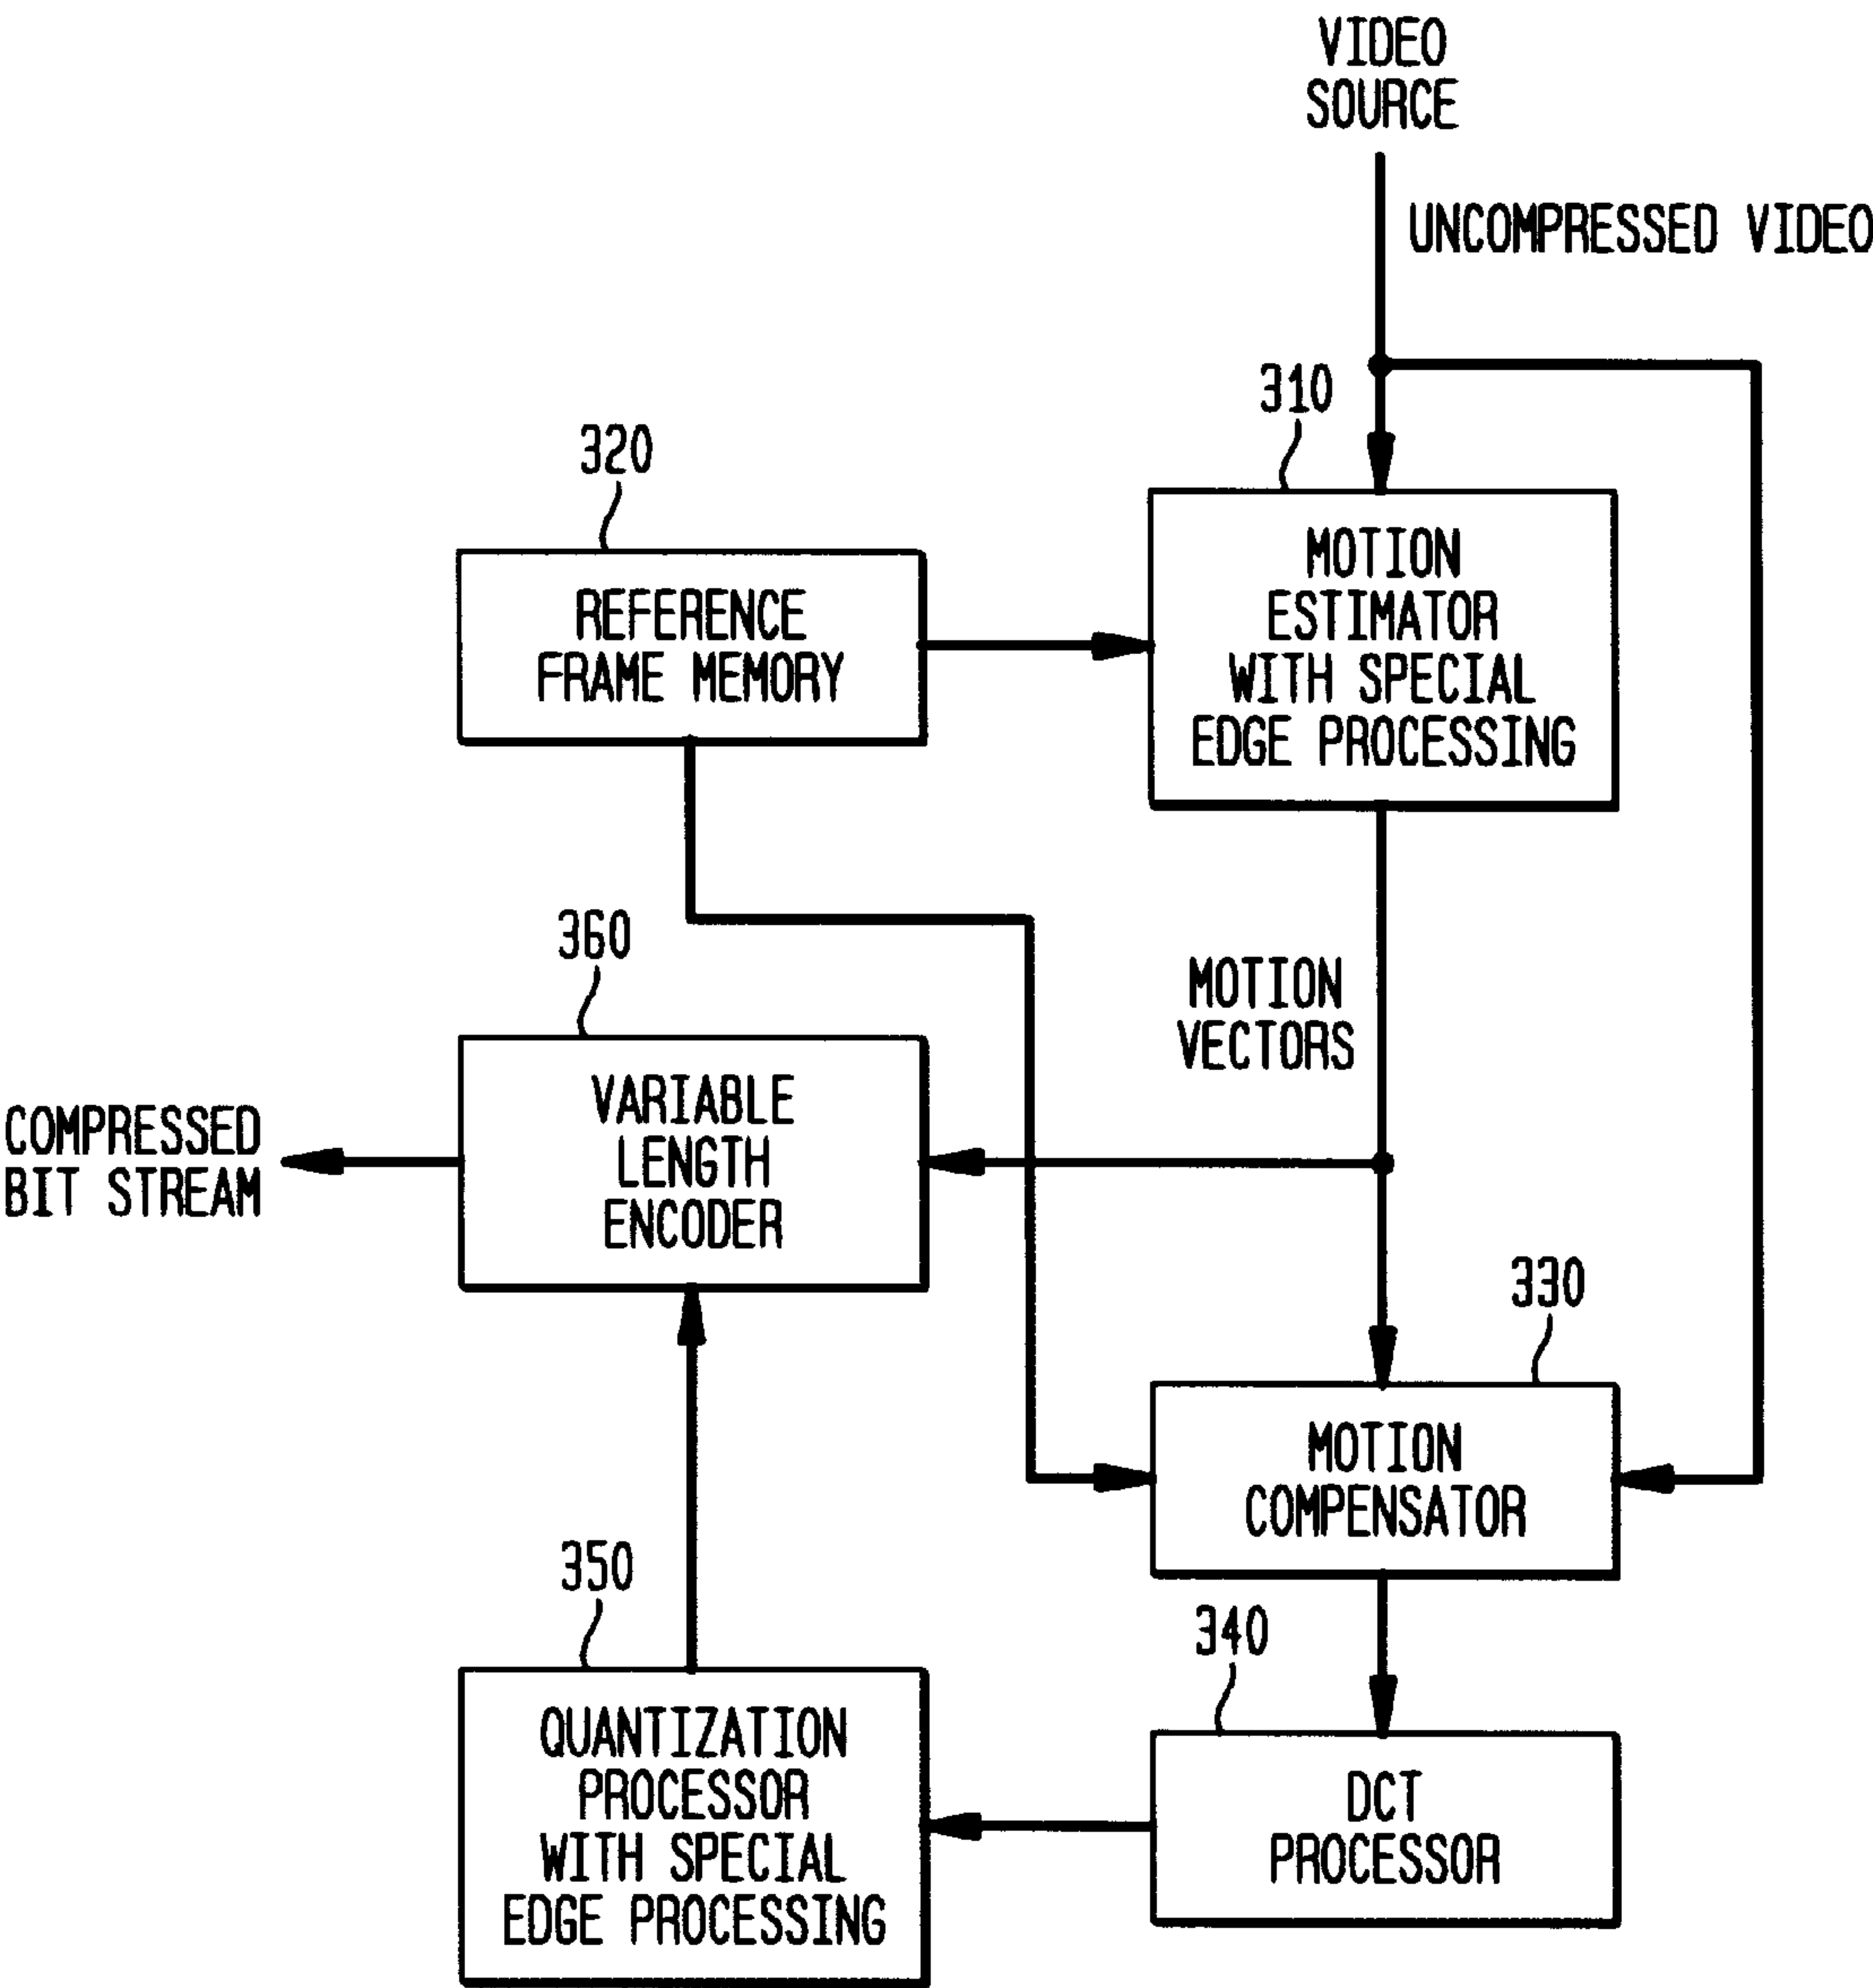 VIDEO
SOURCE
UNCOMPRESSED VIDEO
310
MOTION
ESTIMATOR
WITH SPECIAL
EDGE PROCESSING
320
REFERENCE
FRAME MEMORY
360
VARIABLE
LENGTH
ENCODER
MOTION
VECTORS
COMPRESSED
BIT STREAM
330
MOTION
COMPENSATOR
350
QUANTIZATION
PROCESSOR
WITH SPECIAL
EDGE PROCESSING
340
DCT
PROCESSOR